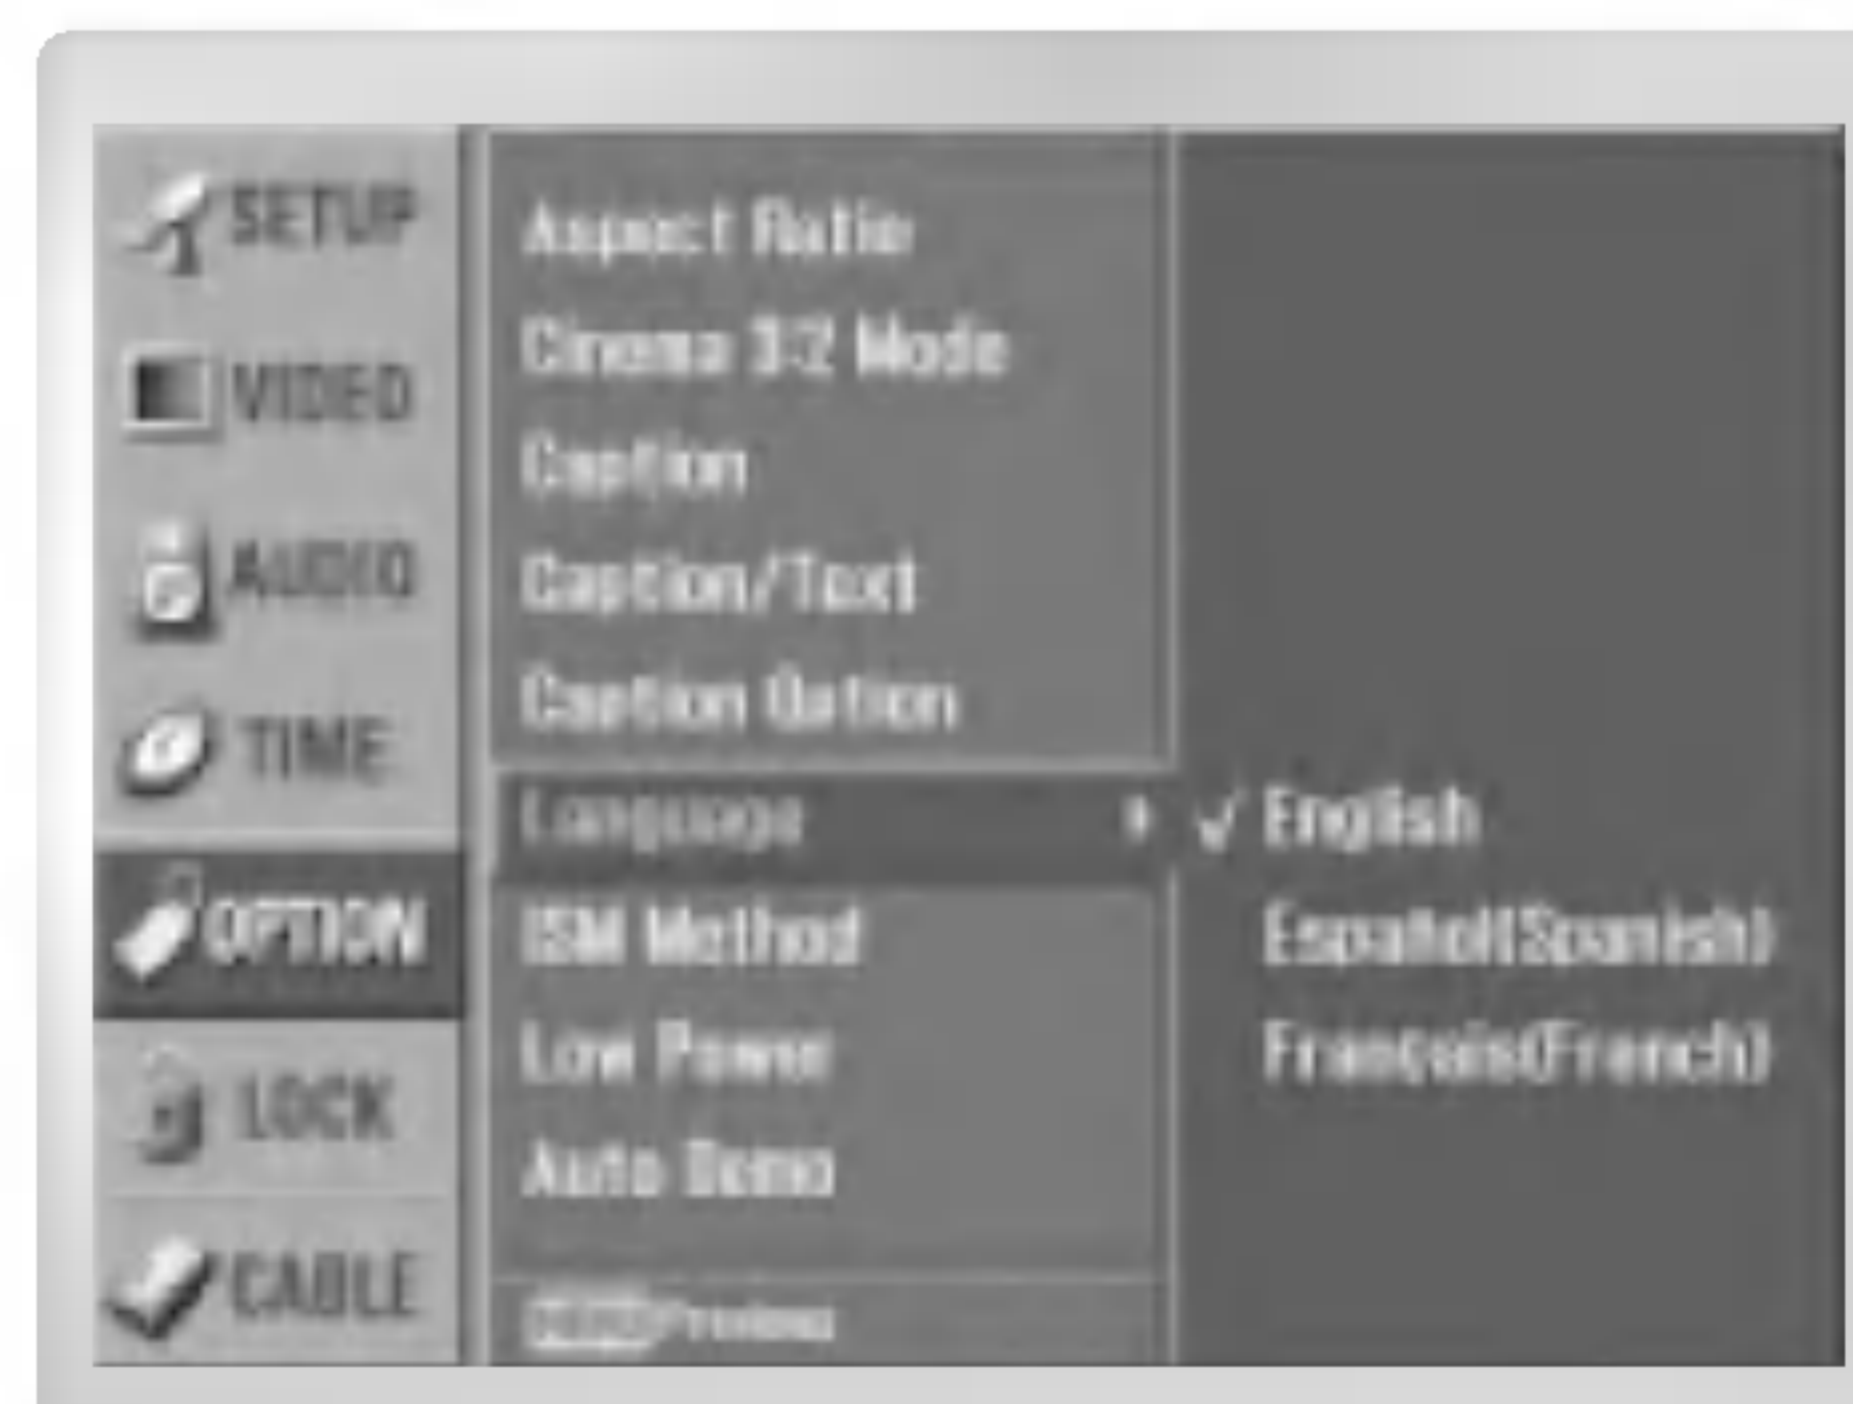 SETUP
VIDEO
AUDIO
TIME
OPTION
LOCK
CABLE
Aspect Ratio
Cinema 3:2 Mode
Caption
Caption/Text
Caption Option
Language
ISM Method
Low Power
Auto Demo
Previous
✓ English
Español(Spanish)
Français(French)